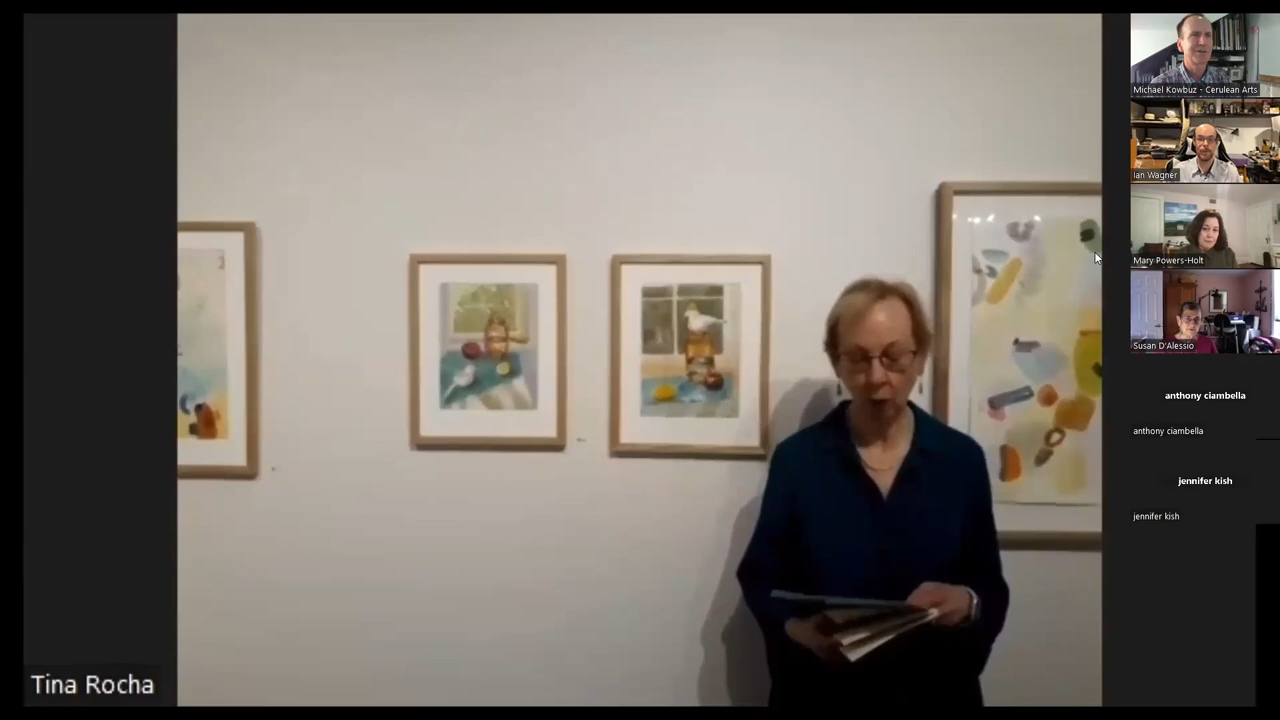 Michael Kowbuz - Cerulean Arts
Ian Wagner
Mary Powers-Holt
Susan D'Alessio
anthony ciambella
anthony ciambella
jennifer kish
jennifer kish
Tina Rocha